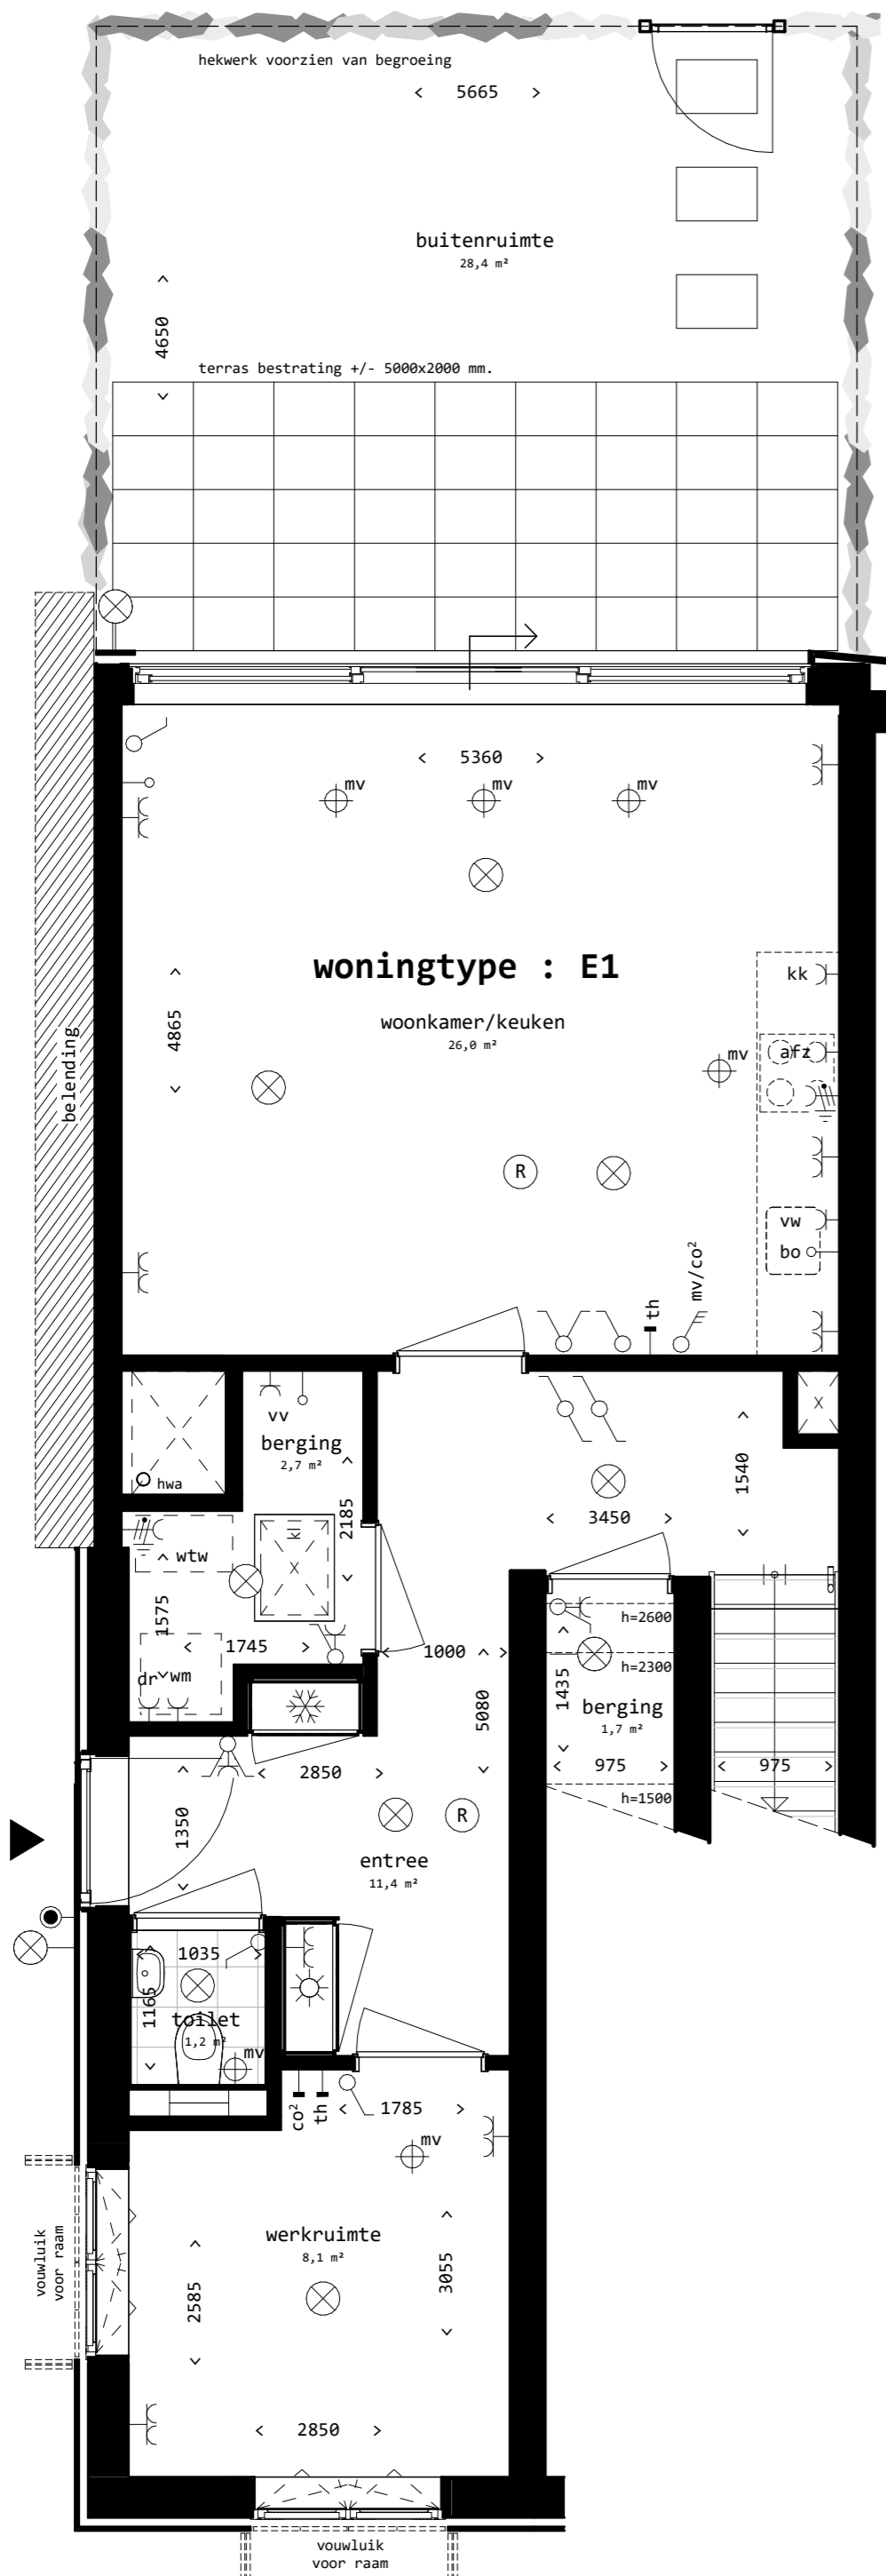 hekwerk voorzien van begroeing
5665
buitenruimte
28,4 m²
4650
terras bestrating +/- 5000x2000 mm.
5360
mv
mv
mv
woningtype : E1
woonkamer/keuken
26,0 m²
4865
belending
kk
afz
mv
R
vw
bo
th
mv/co²
vv
berging
2,7 m²
hwa
2185
1540
3450
kl
wtw
1575
1745
1000
h=2600
h=2300
dr
wm
5080
1435
berging
1,7 m²
2850
975
975
h=1500
1350
R
entree
11,4 m²
1035
1165
toilet
1,2 m²
mv
co²
th
1785
mv
werkruimte
8,1 m²
3055
2585
vouwluik
voor raam
2850
vouwluik
voor raam